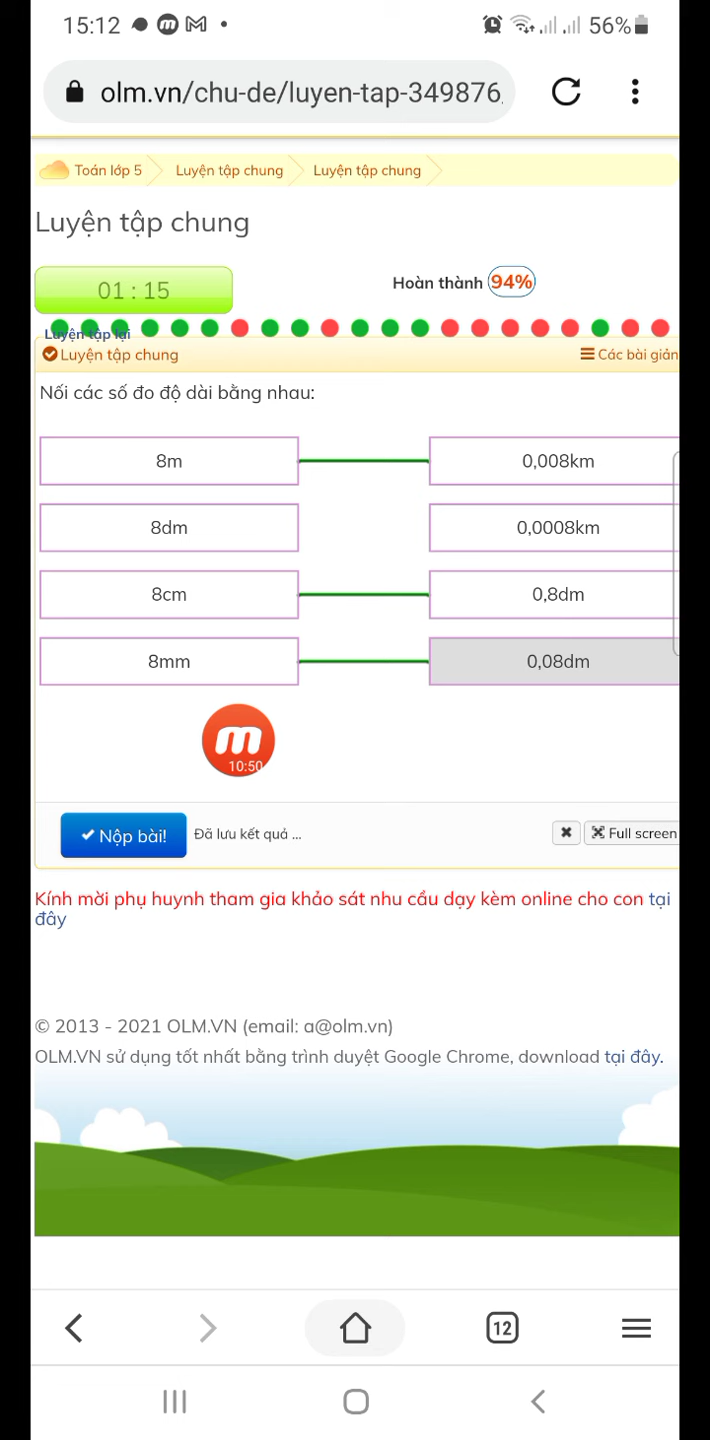 15:12
56%
olm.vn/chu-de/luyen-tap-349876
Toán lớp 5 Luyện tập chung Luyện tập chung
Luyện tập chung
01 : 15
Hoàn thành 94%
Luyện tập lại
Luyện tập chung
Các bài giản
Nối các số đo độ dài bằng nhau:
8m 0,008km
8dm 0,0008km
8cm 0,8dm
8mm 0,08dm
m
10:50
Nộp bài! Đã lưu kết quả ... Full screen
Kính mời phụ huynh tham gia khảo sát nhu cầu dạy kèm online cho con tại
đây
© 2013 - 2021 OLM.VN (email: a@olm.vn)
OLM.VN sử dụng tốt nhất bằng trình duyệt Google Chrome, download tại đây.
12